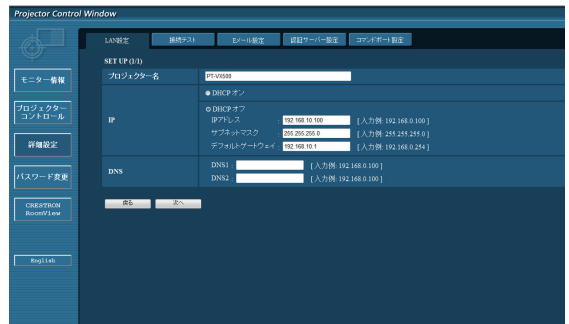 Projector Control Window
LAN設定 接続テスト Eメール設定 認証サーバー設定 コマンドポート設定
SET UP (1/1)
モニター情報
プロジェクター名 PT-VX500
DHCP オン
プロジェクター
コントロール
IP
DHCP オフ
IPアドレス : 192.168.10.100 [ 入力例: 192.168.0.100 ]
サブネットマスク : 255.255.255.0 [ 入力例: 255.255.255.0 ]
デフォルトゲートウェイ : 192.168.10.1 [ 入力例: 192.168.0.254 ]
詳細設定
DNS
DNS1 : [ 入力例: 192.168.0.100 ]
DNS2 : [ 入力例: 192.168.0.100 ]
パスワード変更
戻る 次へ
CRESTRON
RoomView
English